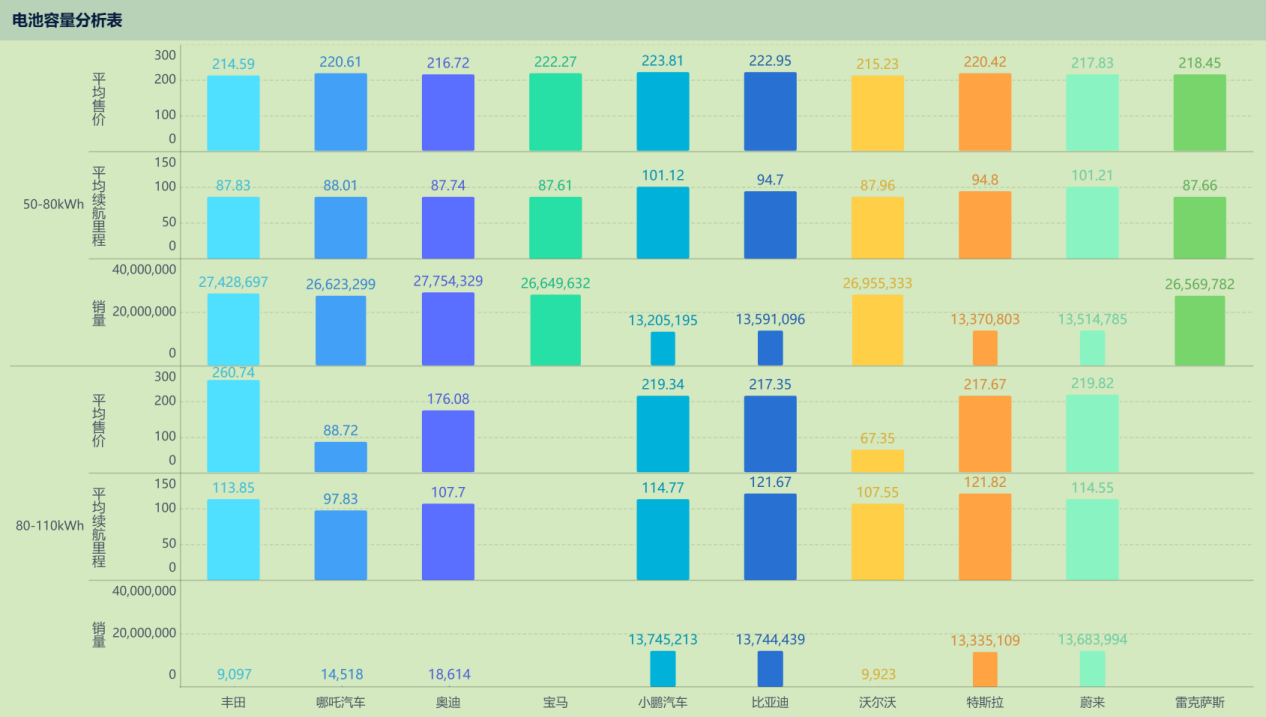 电池容量分析表
50-80kWh
平均售价
300
200
100
0
214.59 220.61 216.72 222.27 223.81 222.95 215.23 220.42 217.83 218.45
平均续航里程
150
100
50
0
87.83 88.01 87.74 87.61 101.12 94.7 87.96 94.8 101.21 87.66
销量
40,000,000
20,000,000
0
27,428,697 26,623,299 27,754,329 26,649,632 13,205,195 13,591,096 26,955,333 13,370,803 13,514,785 26,569,782
80-110kWh
平均售价
300
200
100
0
260.74 88.72 176.08 219.34 217.35 67.35 217.67 219.82
平均续航里程
150
100
50
0
113.85 97.83 107.7 114.77 121.67 107.55 121.82 114.55
销量
40,000,000
20,000,000
0
9,097 14,518 18,614 13,745,213 13,744,439 9,923 13,335,109 13,683,994
丰田 哪吒汽车 奥迪 宝马 小鹏汽车 比亚迪 沃尔沃 特斯拉 蔚来 雷克萨斯